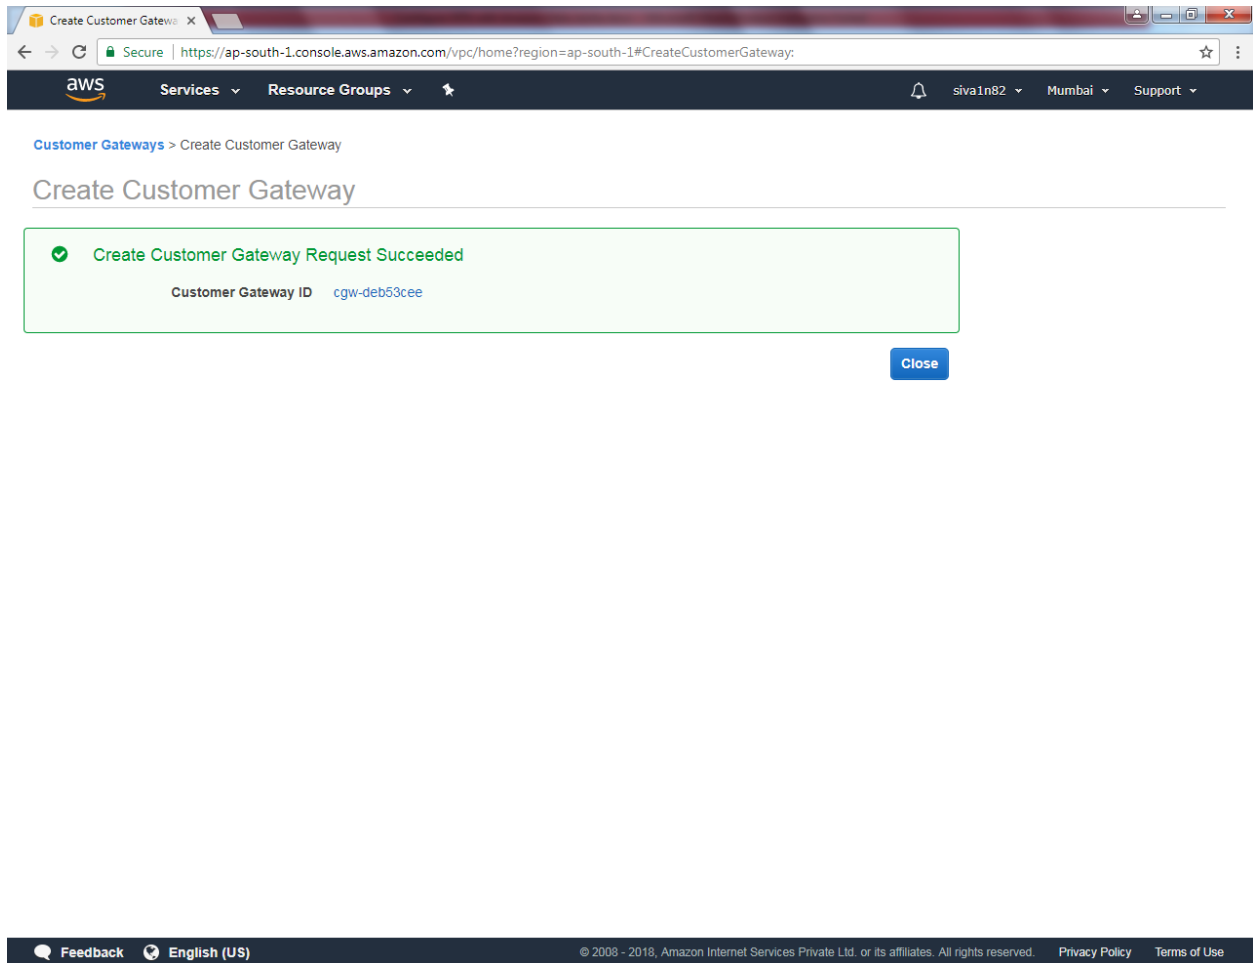 Create Customer Gatewa
Secure | https://ap-south-1.console.aws.amazon.com/vpc/home?region=ap-south-1#CreateCustomerGateway:
aws Services Resource Groups siva1n82 Mumbai Support
Customer Gateways > Create Customer Gateway
Create Customer Gateway
Create Customer Gateway Request Succeeded
Customer Gateway ID cgw-deb53cee
Close
Feedback English (US) © 2008 - 2018, Amazon Internet Services Private Ltd. or its affiliates. All rights reserved. Privacy Policy Terms of Use